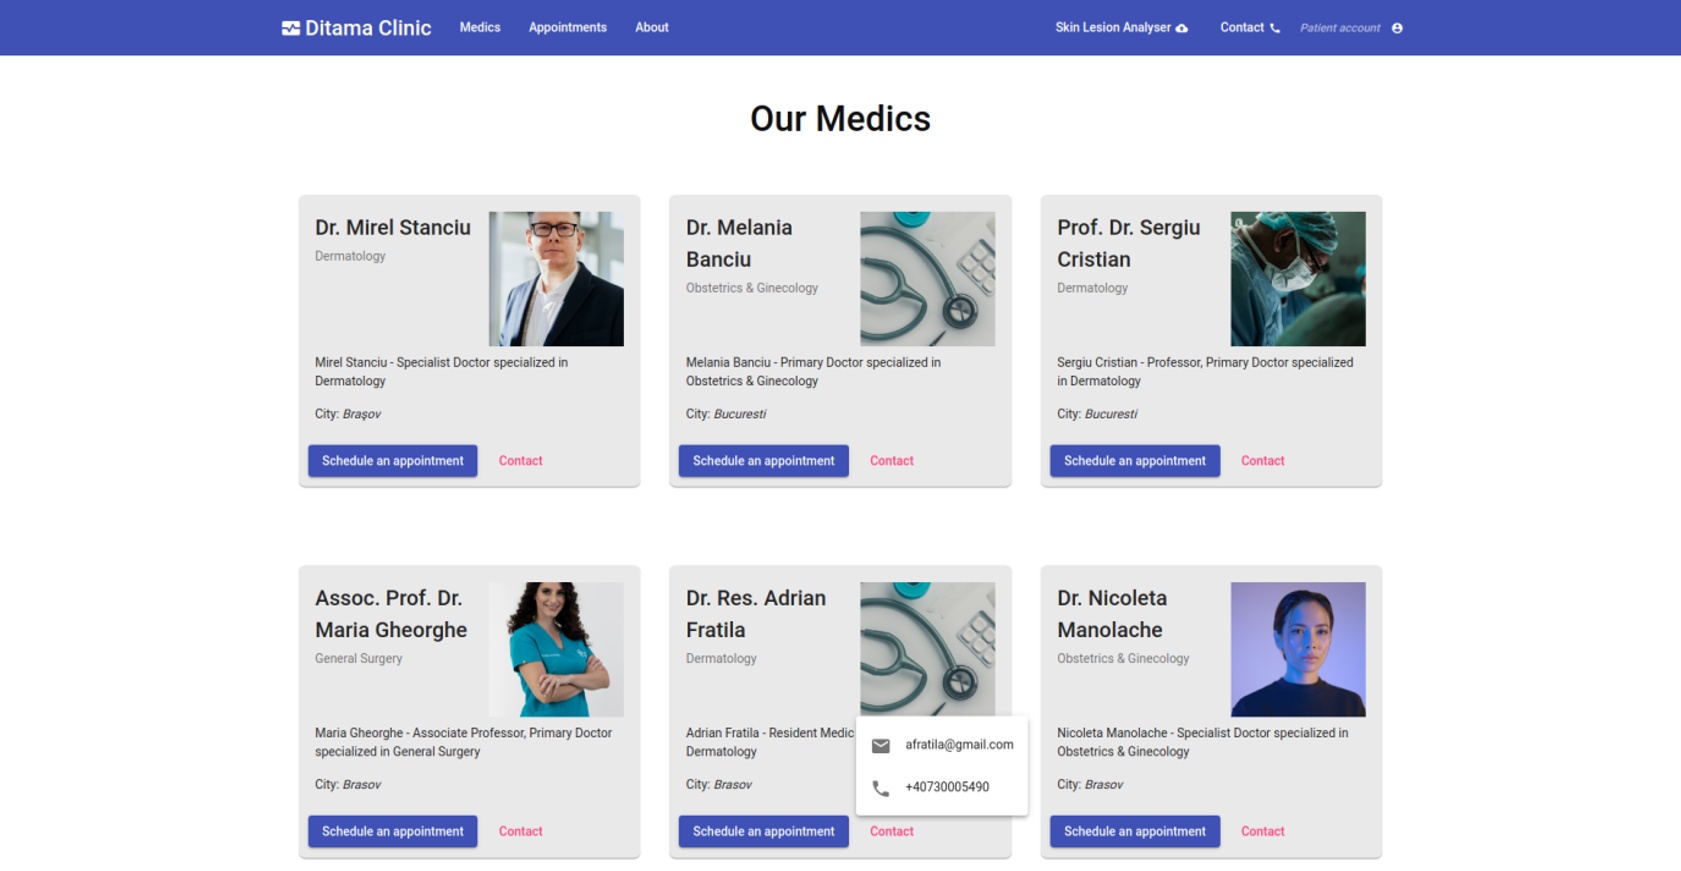 Ditama Clinic
Medics
Appointments
About
Skin Lesion Analyser
Contact
Patient account
Our Medics
Dr. Mirel Stanciu
Dermatology
Mirel Stanciu - Specialist Doctor specialized in
Dermatology
City: Braşov
Schedule an appointment
Contact
Dr. Melania
Banciu
Obstetrics & Ginecology
Melania Banciu - Primary Doctor specialized in
Obstetrics & Ginecology
City: Bucuresti
Schedule an appointment
Contact
Prof. Dr. Sergiu
Cristian
Dermatology
Sergiu Cristian - Professor, Primary Doctor specialized
in Dermatology
City: Bucuresti
Schedule an appointment
Contact
Assoc. Prof. Dr.
Maria Gheorghe
General Surgery
Maria Gheorghe - Associate Professor, Primary Doctor
specialized in General Surgery
City: Brasov
Schedule an appointment
Contact
Dr. Res. Adrian
Fratila
Dermatology
Adrian Fratila - Resident Medic
Dermatology
City: Brasov
afratila@gmail.com
+40730005490
Schedule an appointment
Contact
Dr. Nicoleta
Manolache
Obstetrics & Ginecology
Nicoleta Manolache - Specialist Doctor specialized in
Obstetrics & Ginecology
City: Brasov
Schedule an appointment
Contact